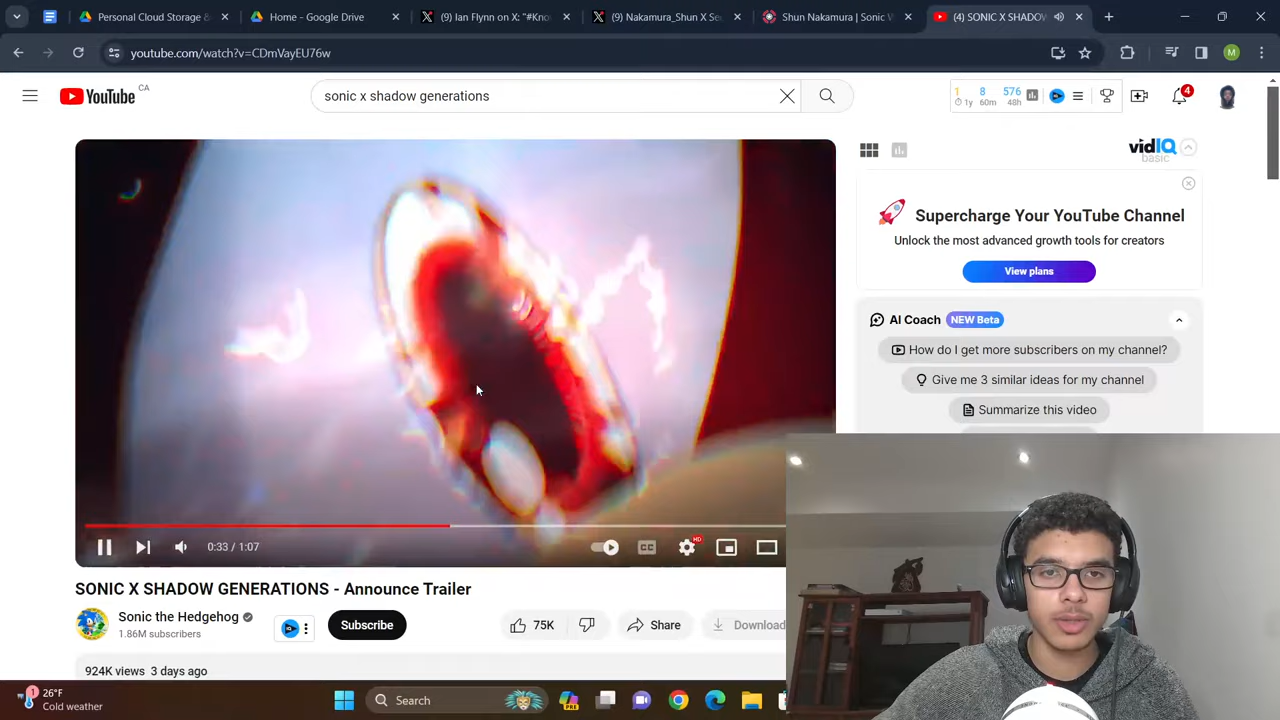 Personal Cloud Storage &
Home - Google Drive
(9) Ian Flynn on X: "#Kno
(9) Nakamura_Shun X Se
Shun Nakamura | Sonic W
(4) SONIC X SHADOW
youtube.com/watch?v=CDmVayEU76w
M
YouTube
CA
sonic x shadow generations
1
8
576
1y
60m
48h
4
vidIQ
basic
Supercharge Your YouTube Channel
Unlock the most advanced growth tools for creators
View plans
AI Coach
NEW Beta
How do I get more subscribers on my channel?
Give me 3 similar ideas for my channel
Summarize this video
0:33 / 1:07
CC
HD
SONIC X SHADOW GENERATIONS - Announce Trailer
Sonic the Hedgehog
1.86M subscribers
Subscribe
75K
Share
Download
924K views 3 days ago
1
26°F
Cold weather
Search
PRE